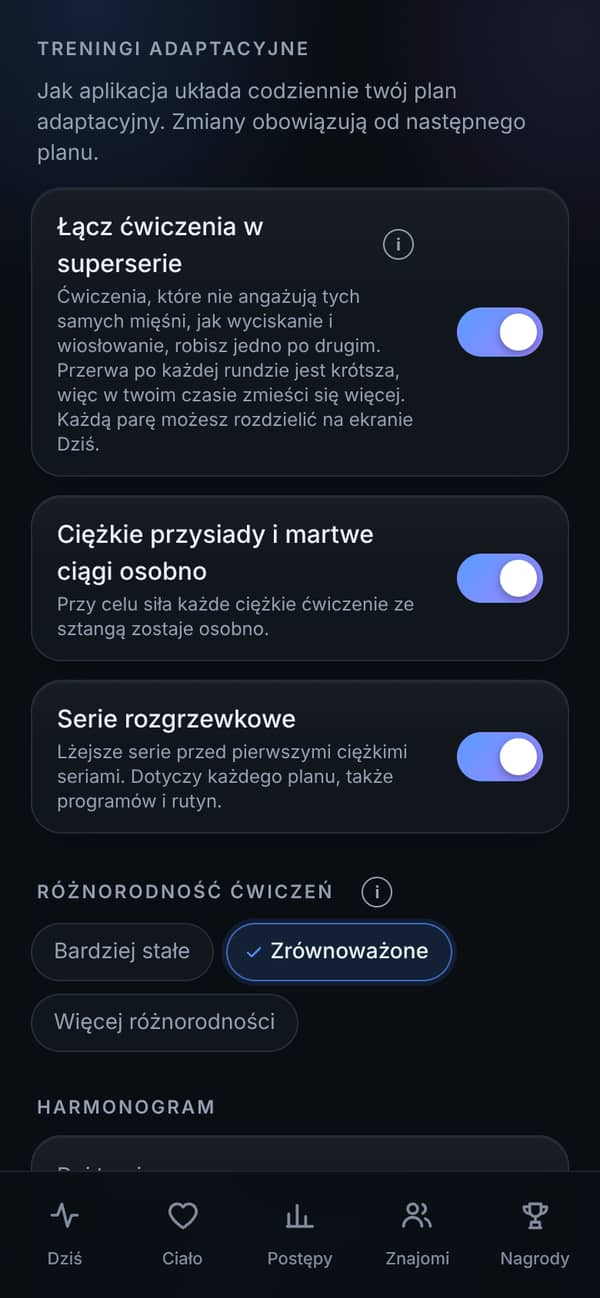 TRENINGI ADAPTACYJNE
Jak aplikacja układa codziennie twój plan
adaptacyjny. Zmiany obowiązują od następnego
planu.
Łącz ćwiczenia w
superserie
Ćwiczenia, które nie angażują tych
samych mięśni, jak wyciskanie i
wiosłowanie, robisz jedno po drugim.
Przerwa po każdej rundzie jest krótsza,
więc w twoim czasie zmieści się więcej.
Każdą parę możesz rozdzielić na ekranie
Dziś.
Ciężkie przysiady i martwe
ciągi osobno
Przy celu siła każde ciężkie ćwiczenie ze
sztangą zostaje osobno.
Serie rozgrzewkowe
Lżejsze serie przed pierwszymi ciężkimi
seriami. Dotyczy każdego planu, także
programów i rutyn.
RÓŻNORODNOŚĆ ĆWICZEŃ
Bardziej stałe
Zrównoważone
Więcej różnorodności
HARMONOGRAM
Dziś
Ciało
Postępy
Znajomi
Nagrody